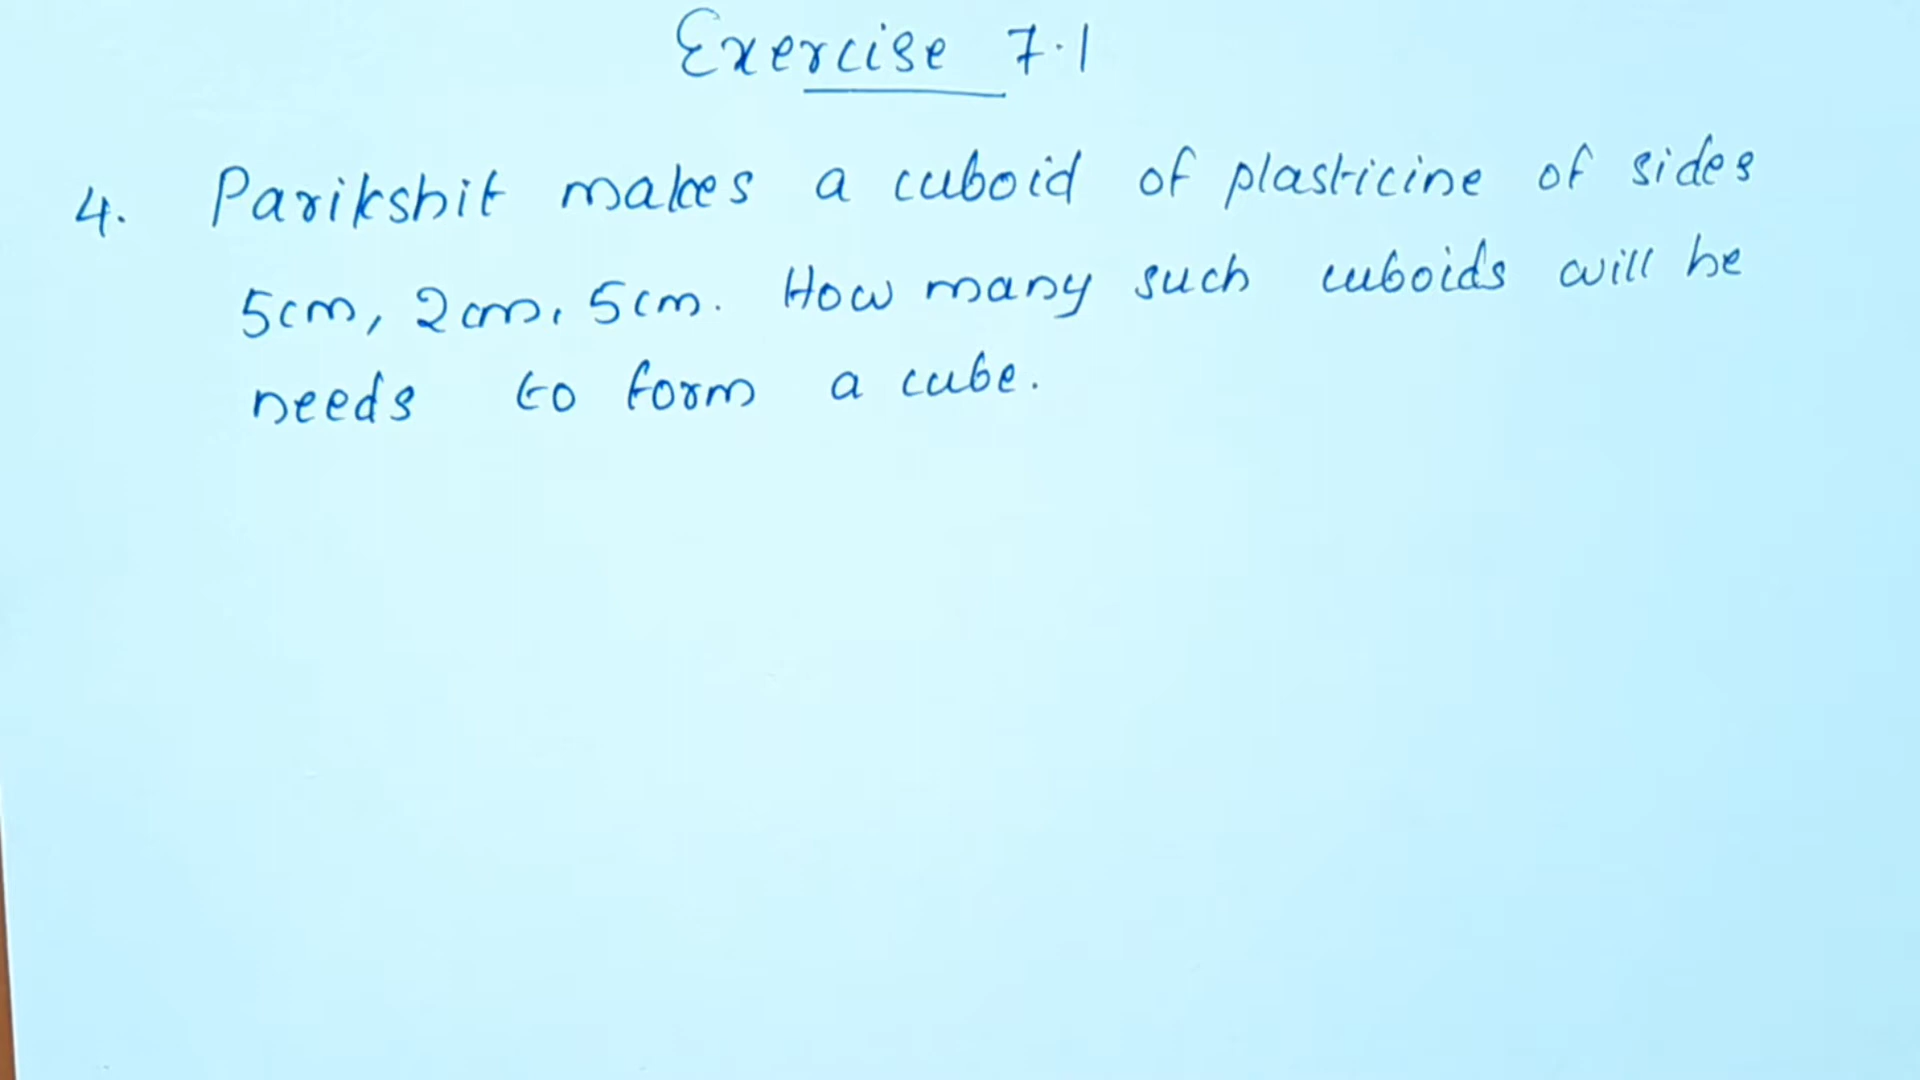 Exercise 7.1
4. Parikshit makes a cuboid of plasticine of sides
5cm, 2cm, 5cm. How many such cuboids will be
needs to form a cube.